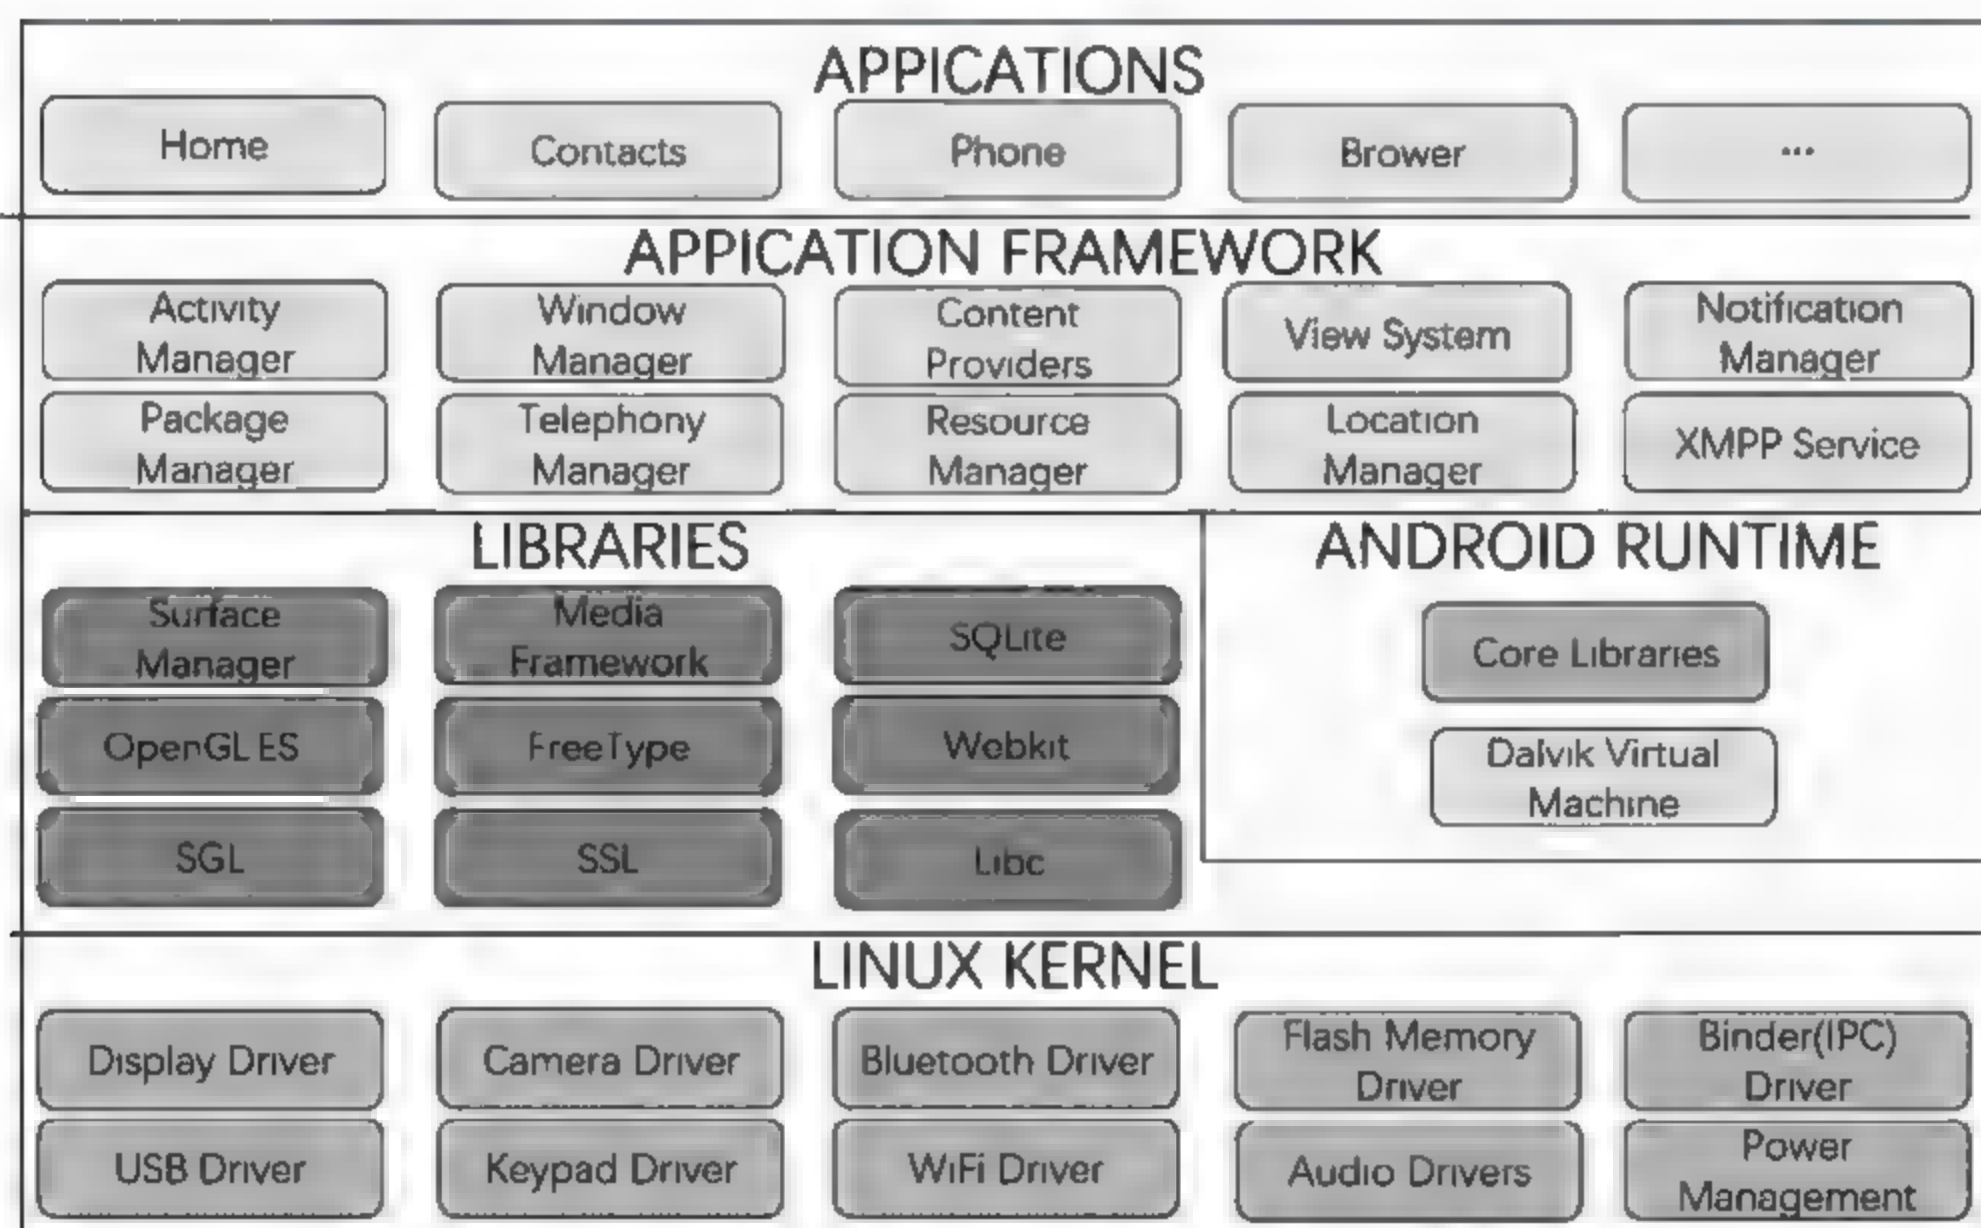 APPICATIONS
Home
Contacts
Phone
Brower
...
APPICATION FRAMEWORK
Activity
Manager
Window
Manager
Content
Providers
View System
Notification
Manager
Package
Manager
Telephony
Manager
Resource
Manager
Location
Manager
XMPP Service
LIBRARIES
Surface
Manager
Media
Framework
SQLite
OpenGL ES
FreeType
Webkit
SGL
SSL
Libc
ANDROID RUNTIME
Core Libraries
Dalvik Virtual
Machine
LINUX KERNEL
Display Driver
Camera Driver
Bluetooth Driver
Flash Memory
Driver
Binder(IPC)
Driver
USB Driver
Keypad Driver
WiFi Driver
Audio Drivers
Power
Management